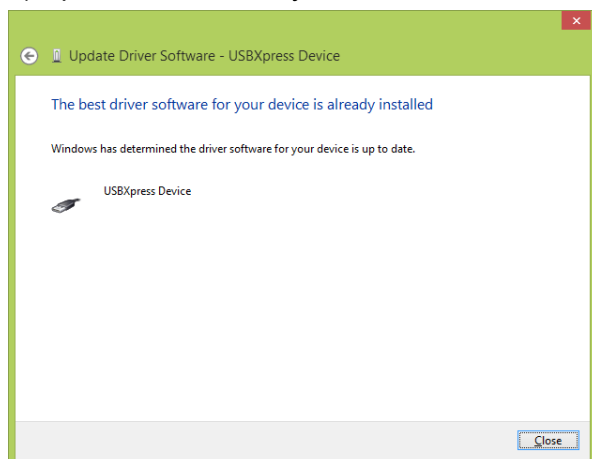 Update Driver Software - USBXpress Device
The best driver software for your device is already installed
Windows has determined the driver software for your device is up to date.
USBXpress Device
Close